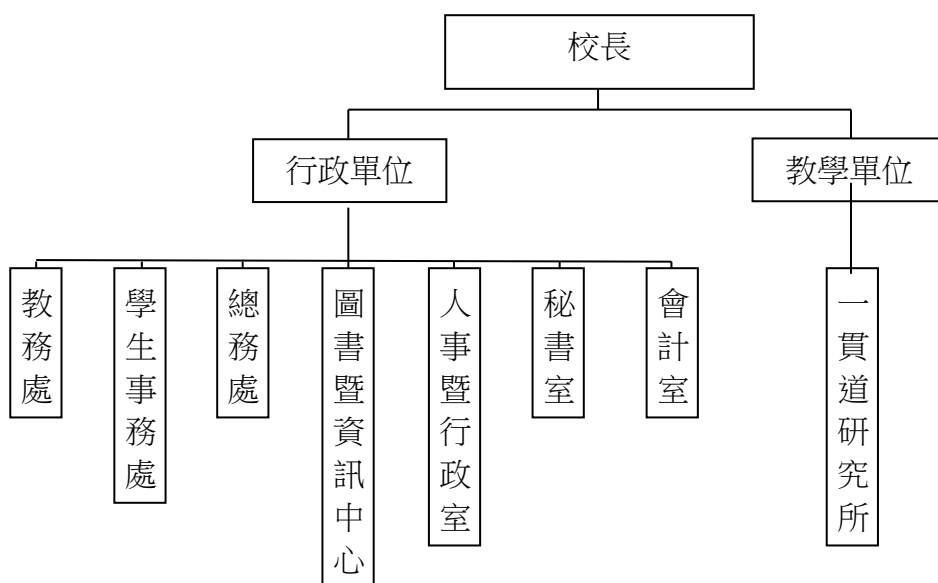 校長
行政單位
教學單位
教務處
學生事務處
總務處
圖書暨資訊中心
人事暨行政室
秘書室
會計室
一貫道研究所